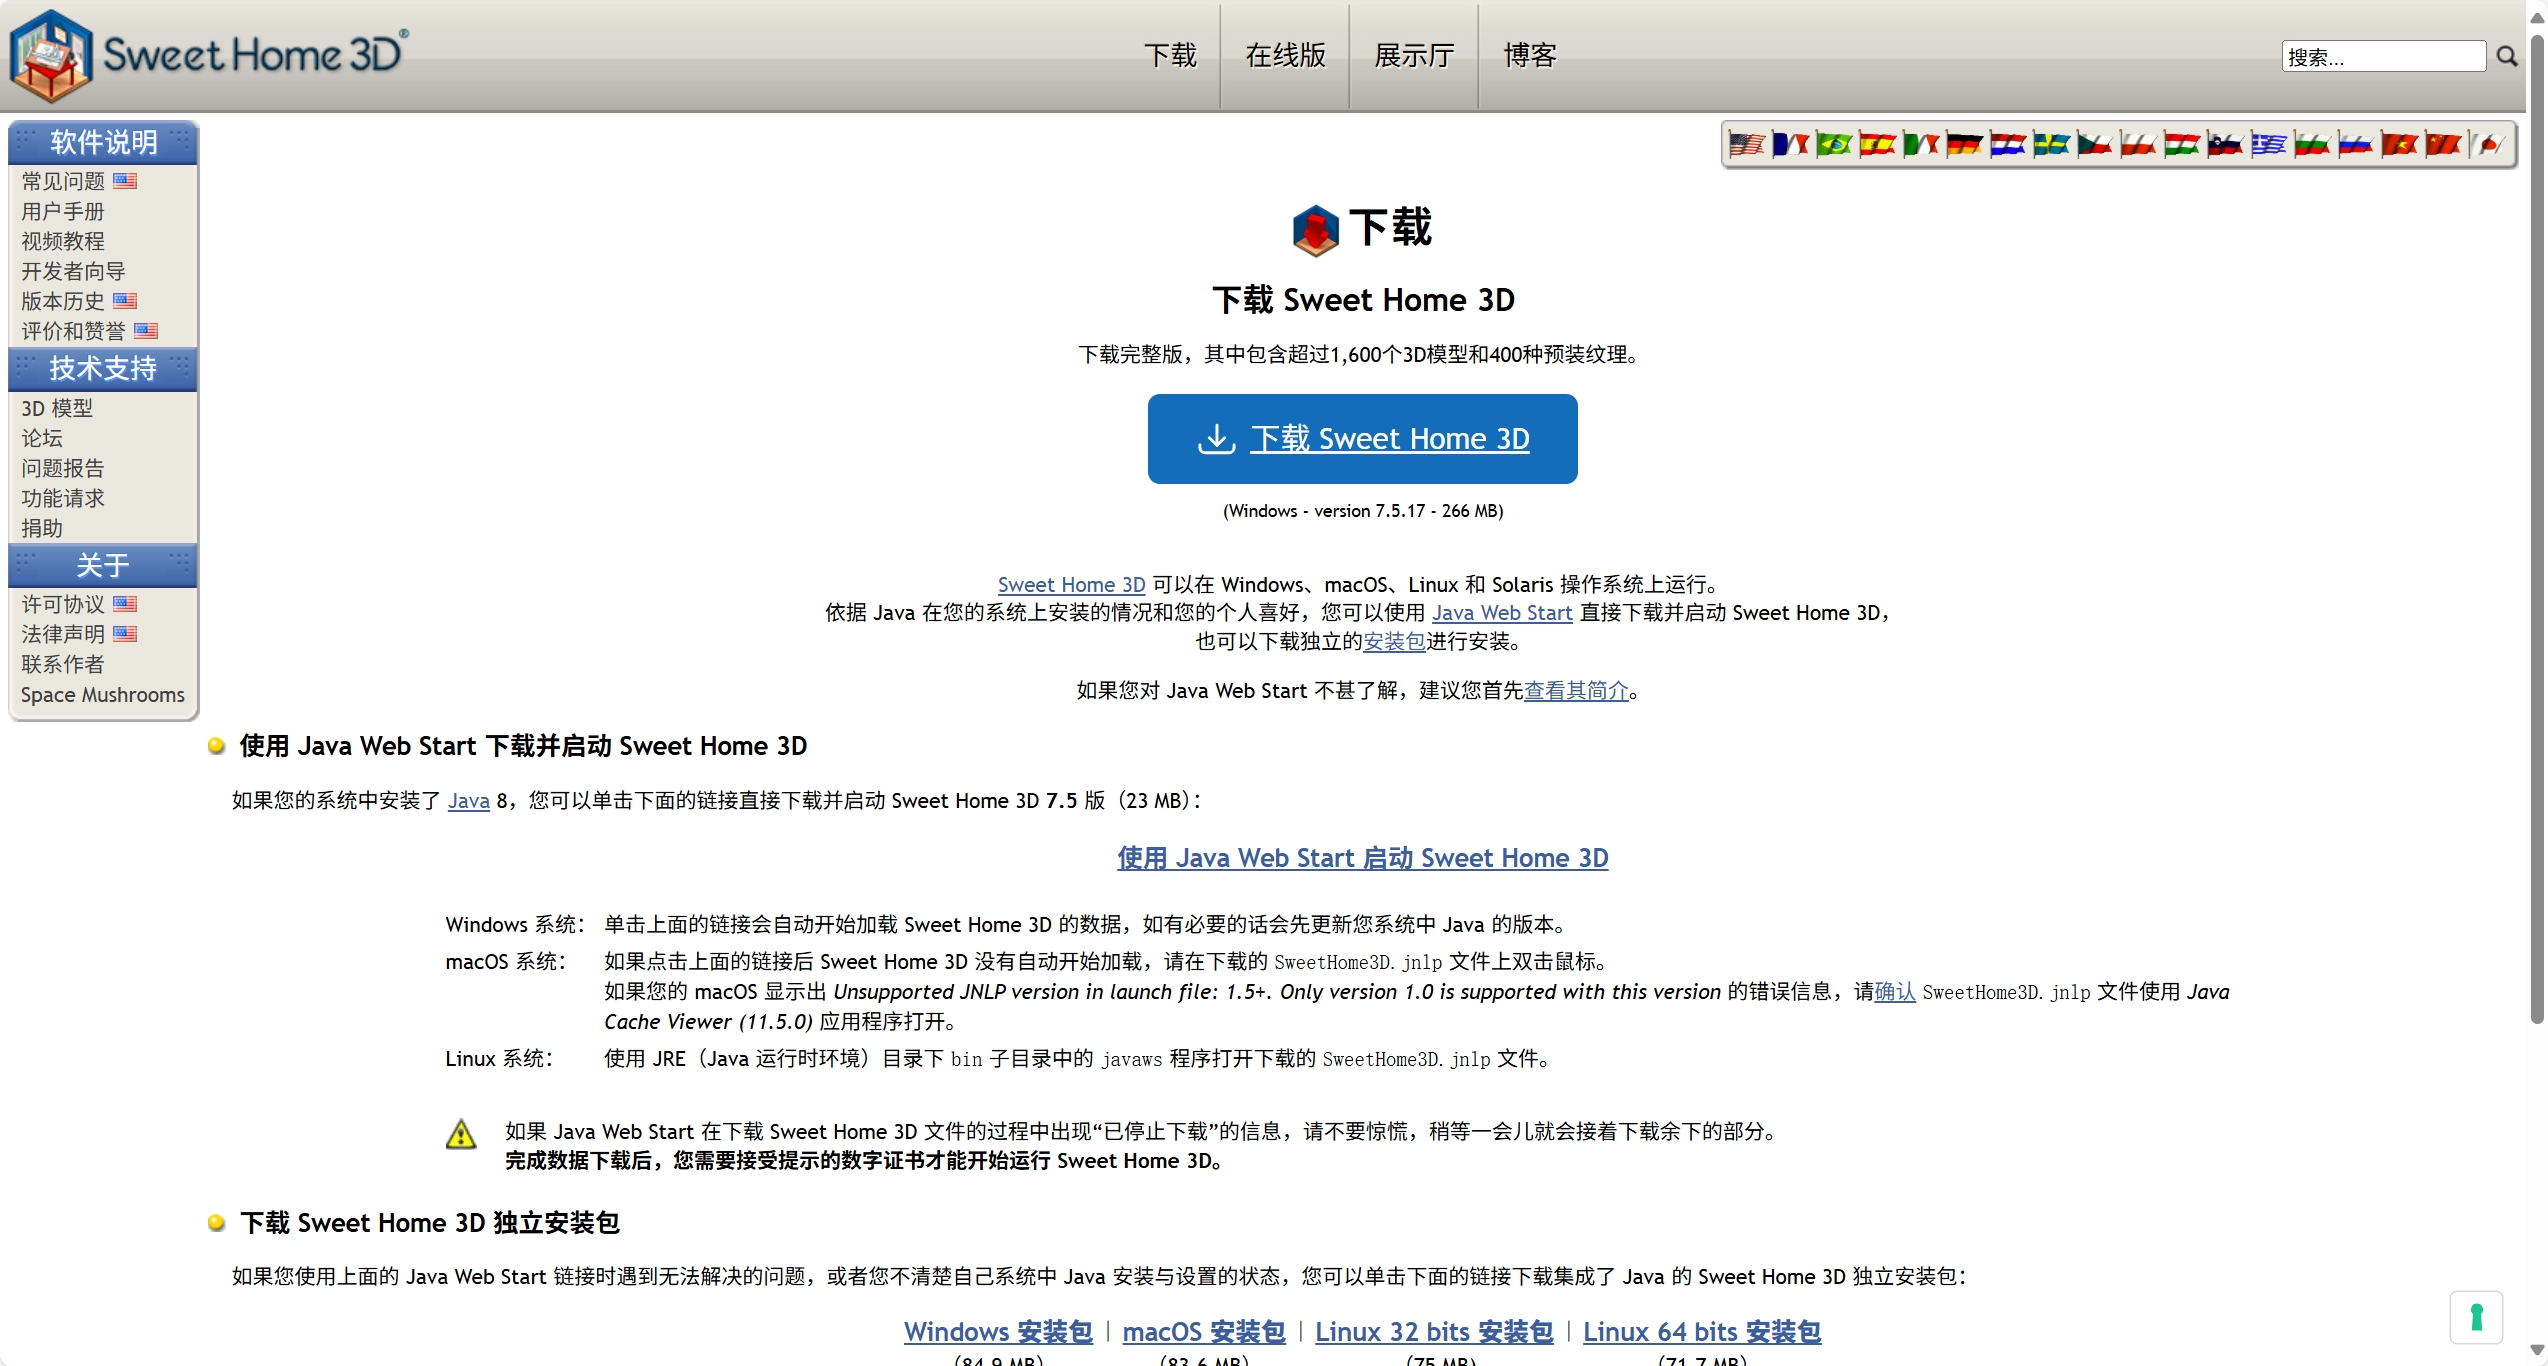 Sweet Home 3D®
下载
在线版
展示厅
博客
搜索...
软件说明
常见问题
用户手册
视频教程
开发者向导
版本历史
评价和赞誉
技术支持
3D 模型
论坛
问题报告
功能请求
捐助
关于
许可协议
法律声明
联系作者
Space Mushrooms
下载
下载 Sweet Home 3D
下载完整版，其中包含超过1,600个3D模型和400种预装纹理。
下载 Sweet Home 3D
(Windows - version 7.5.17 - 266 MB)
Sweet Home 3D 可以在 Windows、macOS、Linux 和 Solaris 操作系统上运行。
依据 Java 在您的系统上安装的情况和您的个人喜好，您可以使用 Java Web Start 直接下载并启动 Sweet Home 3D，
也可以下载独立的安装包进行安装。
如果您对 Java Web Start 不甚了解，建议您首先查看其简介。
使用 Java Web Start 下载并启动 Sweet Home 3D
如果您的系统中安装了 Java 8，您可以单击下面的链接直接下载并启动 Sweet Home 3D 7.5 版（23 MB）：
使用 Java Web Start 启动 Sweet Home 3D
Windows 系统： 单击上面的链接会自动开始加载 Sweet Home 3D 的数据，如有必要的话会先更新您系统中 Java 的版本。
macOS 系统： 如果点击上面的链接后 Sweet Home 3D 没有自动开始加载，请在下载的 SweetHome3D.jnlp 文件上双击鼠标。
如果您的 macOS 显示出 Unsupported JNLP version in launch file: 1.5+. Only version 1.0 is supported with this version 的错误信息，请确认 SweetHome3D.jnlp 文件使用 Java
Cache Viewer (11.5.0) 应用程序打开。
Linux 系统： 使用 JRE（Java 运行时环境）目录下 bin 子目录中的 javaws 程序打开下载的 SweetHome3D.jnlp 文件。
如果 Java Web Start 在下载 Sweet Home 3D 文件的过程中出现“已停止下载”的信息，请不要惊慌，稍等一会儿就会接着下载余下的部分。
完成数据下载后，您需要接受提示的数字证书才能开始运行 Sweet Home 3D。
下载 Sweet Home 3D 独立安装包
如果您使用上面的 Java Web Start 链接时遇到无法解决的问题，或者您不清楚自己系统中 Java 安装与设置的状态，您可以单击下面的链接下载集成了 Java 的 Sweet Home 3D 独立安装包：
Windows 安装包 | macOS 安装包 | Linux 32 bits 安装包 | Linux 64 bits 安装包
(84.9 MB) (83.6 MB) (75 MB) (71.7 MB)